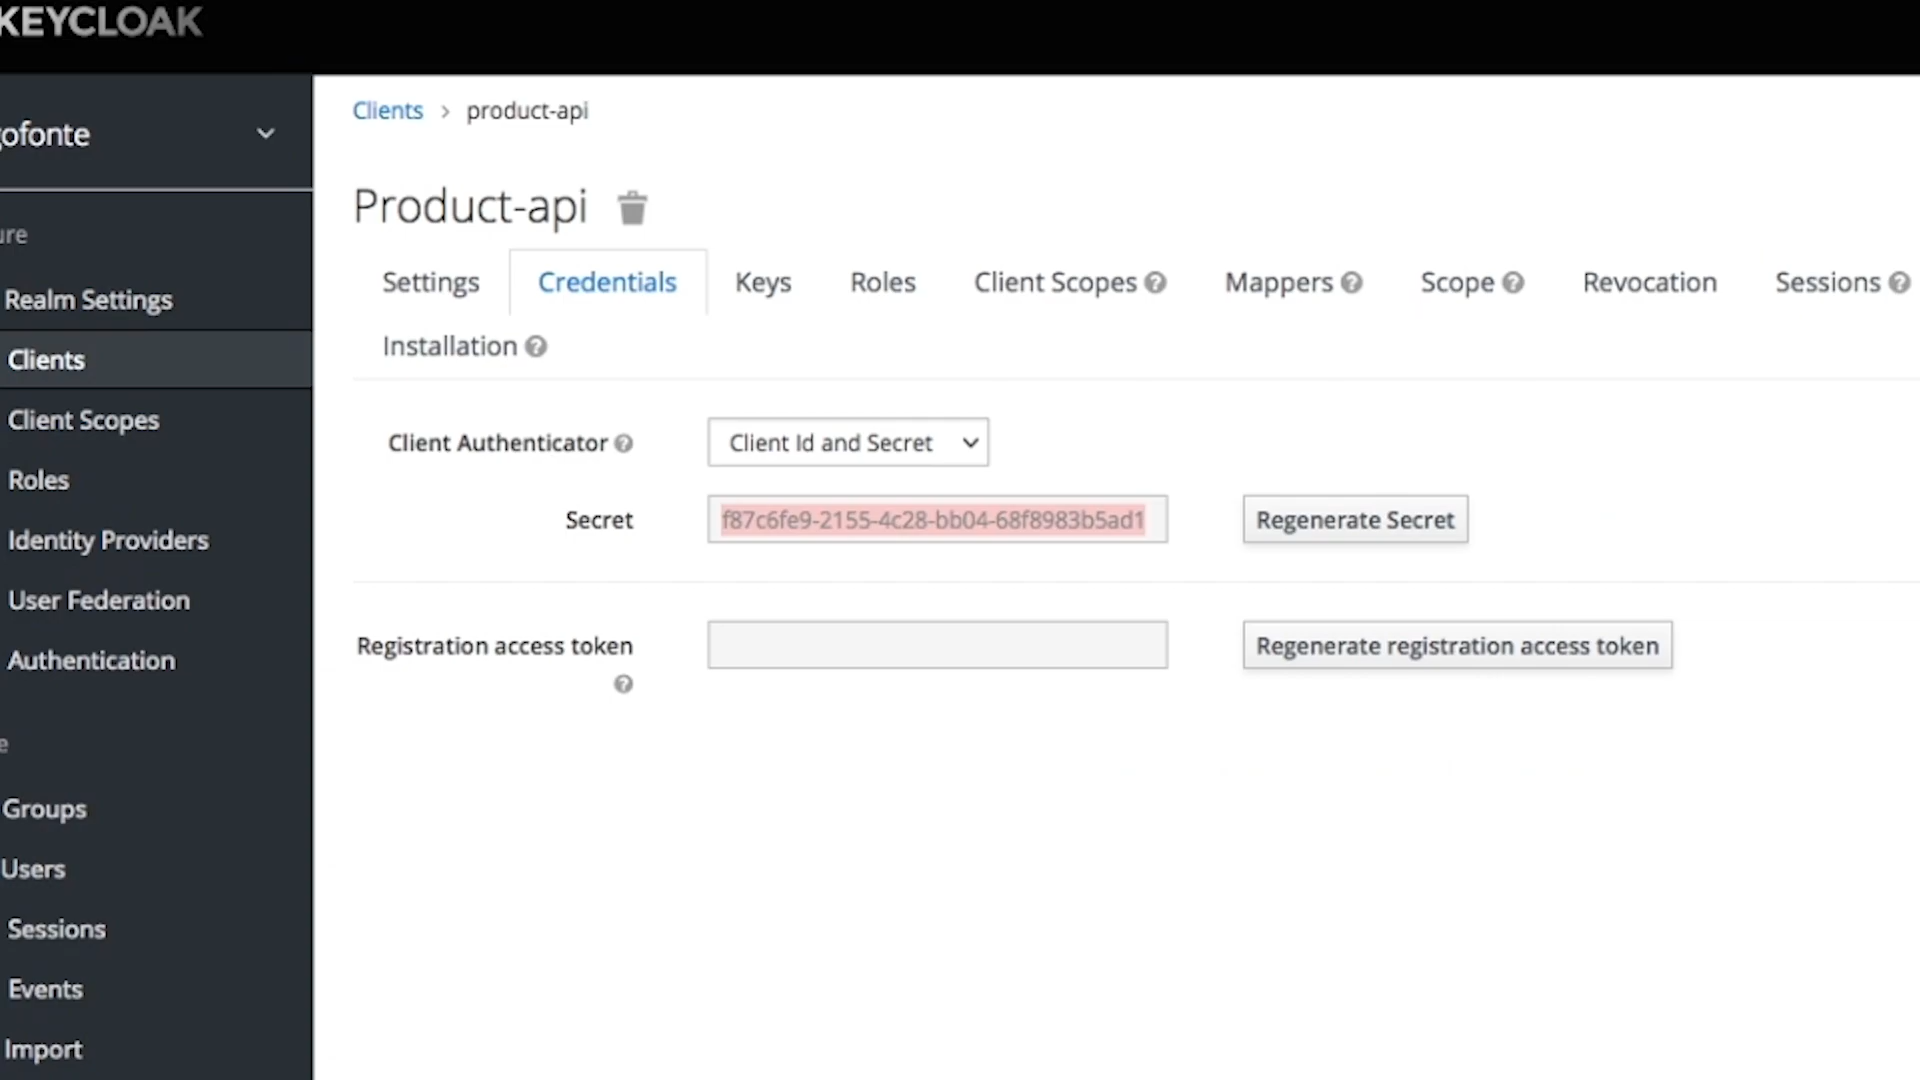 KEYCLOAK
gofonte
Clients > product-api
Product-api
Settings Credentials Keys Roles Client Scopes Mappers Scope Revocation Sessions
Installation
Client Authenticator Client Id and Secret
Secret f87c6fe9-2155-4c28-bb04-68f8983b5ad1 Regenerate Secret
Registration access token Regenerate registration access token
ure
Realm Settings
Clients
Client Scopes
Roles
Identity Providers
User Federation
Authentication
e
Groups
Users
Sessions
Events
Import